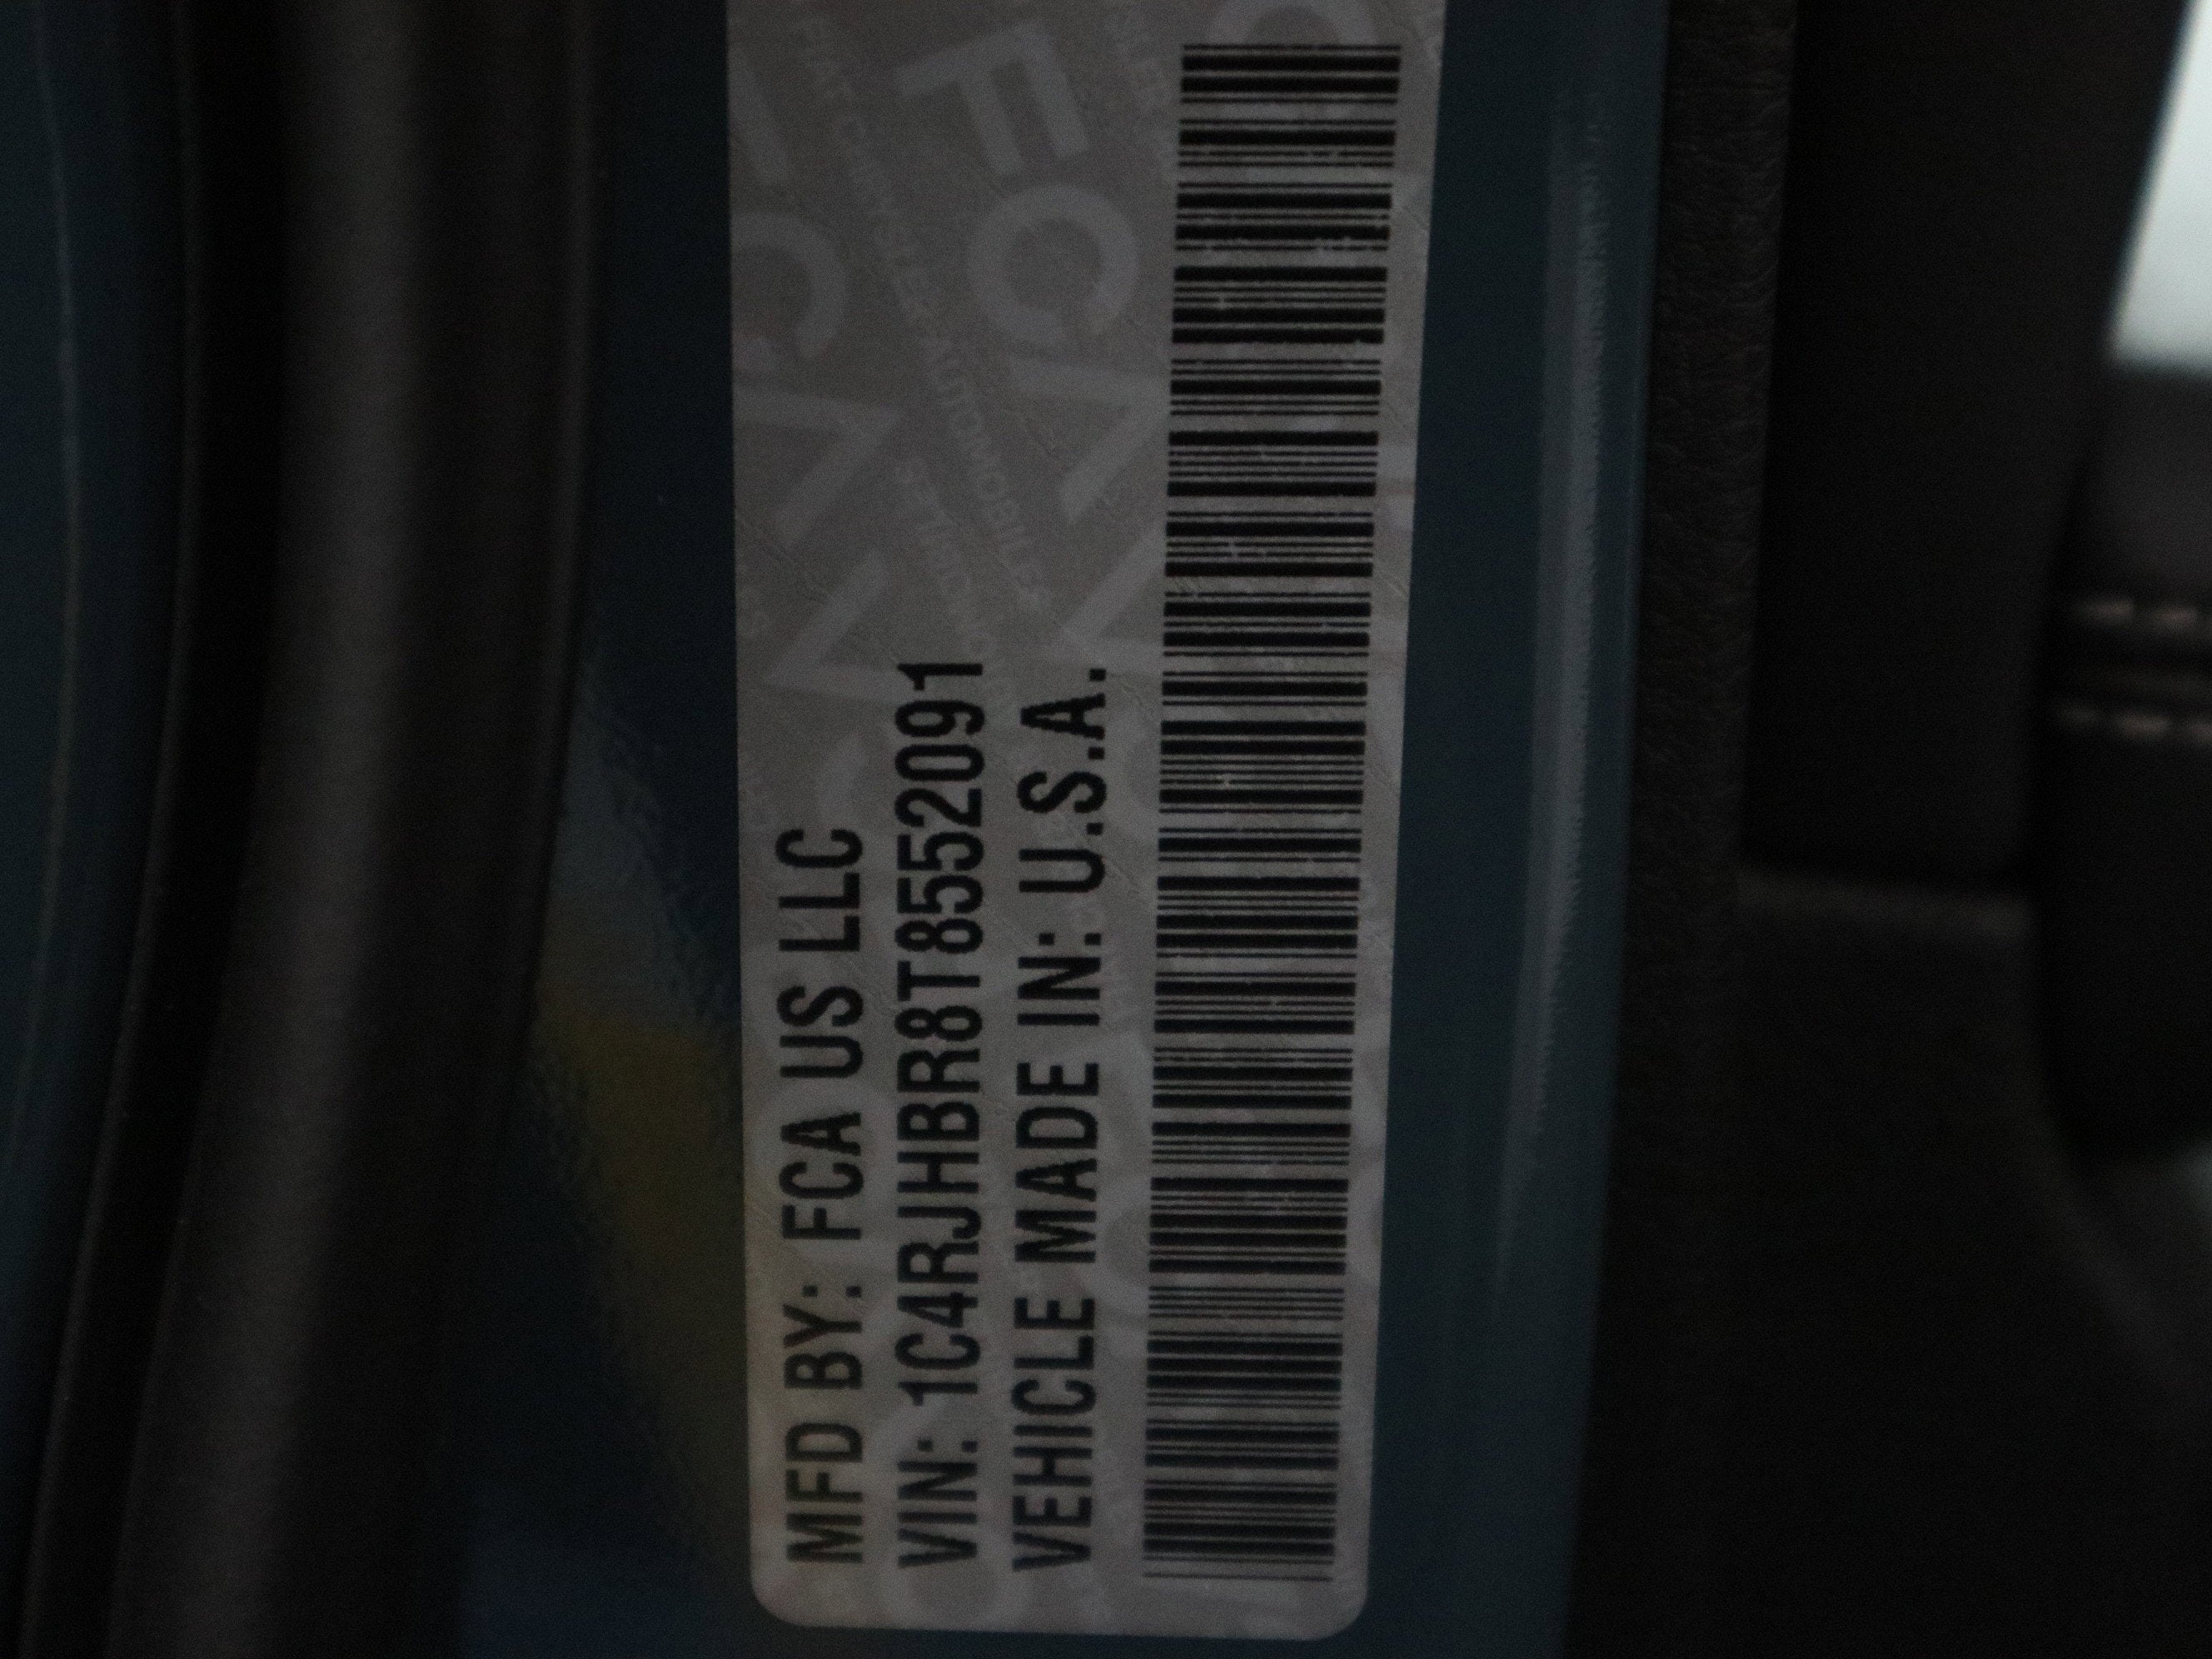 MFD BY: FCA US LLC
VIN: 1C4RJHBR8T8552091
VEHICLE MADE IN: U.S.A.